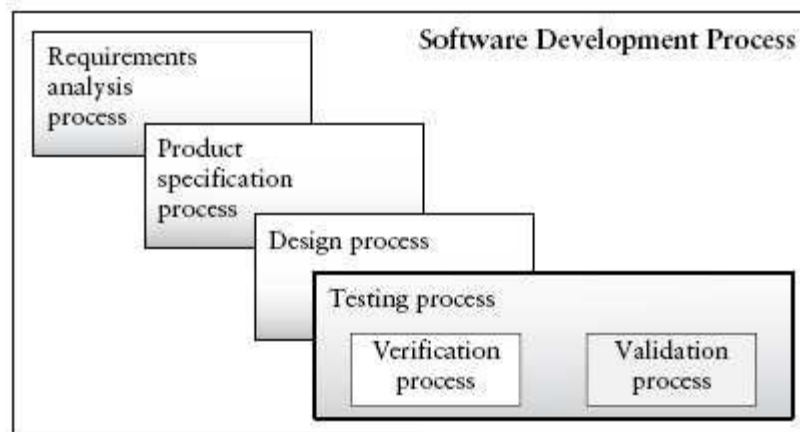 Software Development Process
Requirements
analysis
process
Product
specification
process
Design process
Testing process
Verification
process
Validation
process